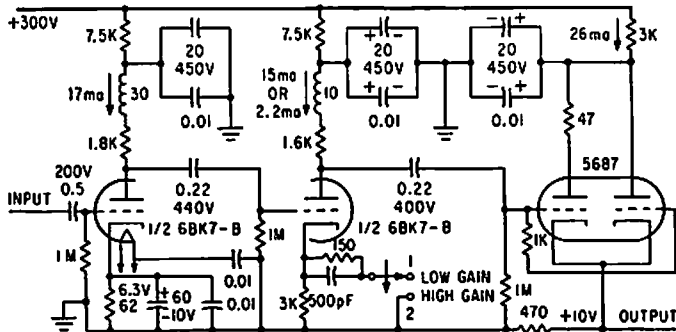 +300V
7.5K
20
450V
0.01
17ma
30
1.8K
7.5K
+ -
20
450V
+ -
0.01
15ma
OR
2.2ma
10
1.6K
- +
20
450V
- +
0.01
26ma
3K
47
5687
200V
0.5
INPUT
0.22
440V
1/2 6BK7-B
1M
1M
0.22
400V
1/2 6BK7-B
150
1K
0.01
6.3V
62
+
60
-10V
0.01
3K
500pF
1
LOW GAIN
HIGH GAIN
2
1M
470
+10V
OUTPUT